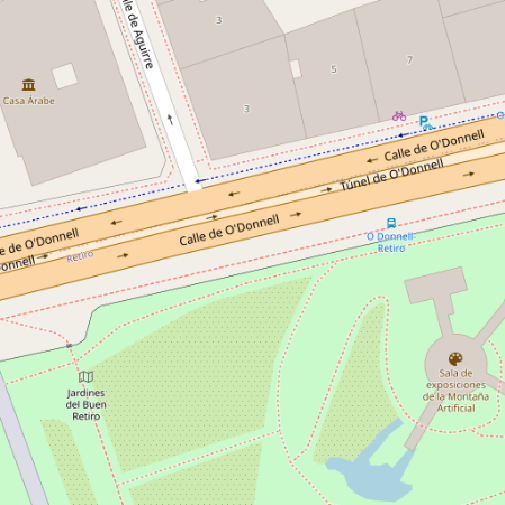 3
lle de Aguirre
5
7
Casa Árabe
3
P
Calle de O'Donnell
Túnel de O'Donnell
Calle de O'Donnell
e de O'Donnell
Donnell
Retiro
O'Donnell-
Retiro
Sala de
exposiciones
de la Montaña
Artificial
Jardines
del Buen
Retiro